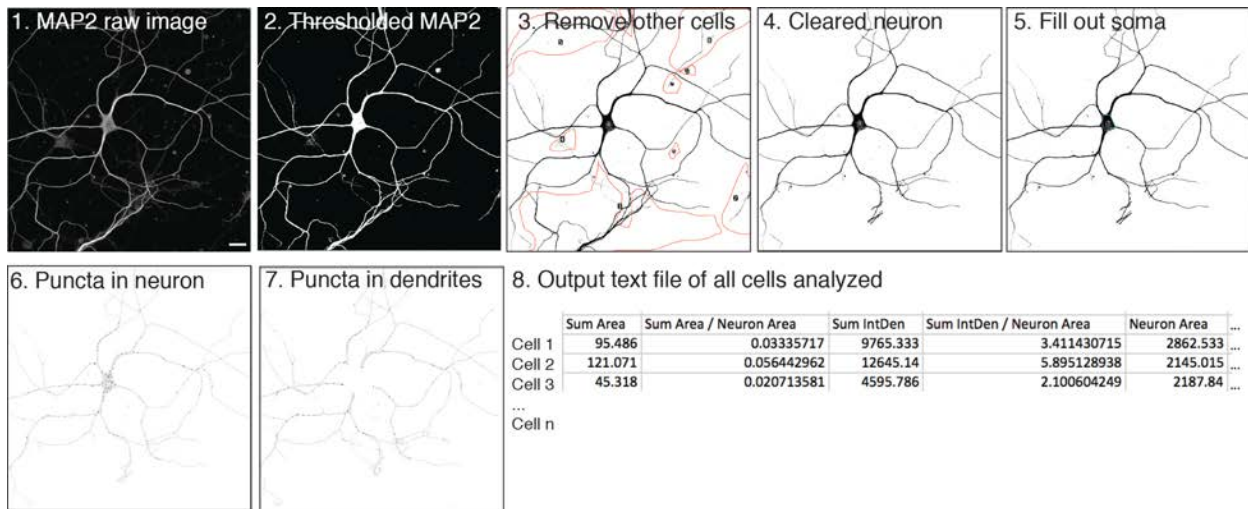 1. MAP2 raw image
2. Thresholded MAP2
3. Remove other cells
4. Cleared neuron
5. Fill out soma
6. Puncta in neuron
7. Puncta in dendrites
8. Output text file of all cells analyzed
Sum Area Sum Area / Neuron Area Sum IntDen Sum IntDen / Neuron Area Neuron Area ...
Cell 1 95.486 0.03335717 9765.333 3.411430715 2862.533 ...
Cell 2 121.071 0.056442962 12645.14 5.895128938 2145.015 ...
Cell 3 45.318 0.020713581 4595.786 2.100604249 2187.84 ...
...
Cell n